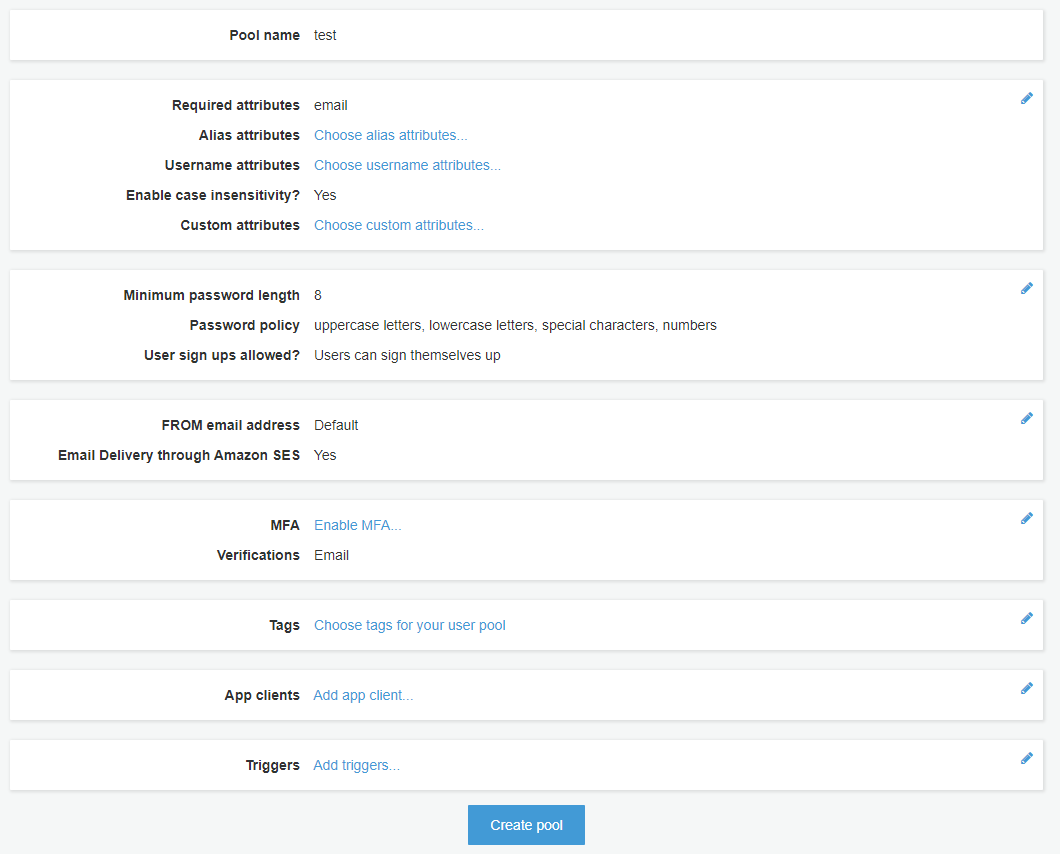 Pool name test
Required attributes email
Alias attributes Choose alias attributes...
Username attributes Choose username attributes...
Enable case insensitivity? Yes
Custom attributes Choose custom attributes...
Minimum password length 8
Password policy uppercase letters, lowercase letters, special characters, numbers
User sign ups allowed? Users can sign themselves up
FROM email address Default
Email Delivery through Amazon SES Yes
MFA Enable MFA...
Verifications Email
Tags Choose tags for your user pool
App clients Add app client...
Triggers Add triggers...
Create pool